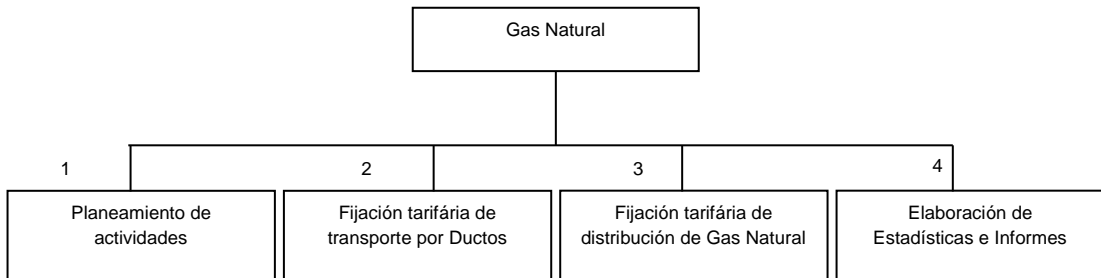 Gas Natural
1
2
3
4
Planeamiento de
actividades
Fijación tarifária de
transporte por Ductos
Fijación tarifária de
distribución de Gas Natural
Elaboración de
Estadísticas e Informes